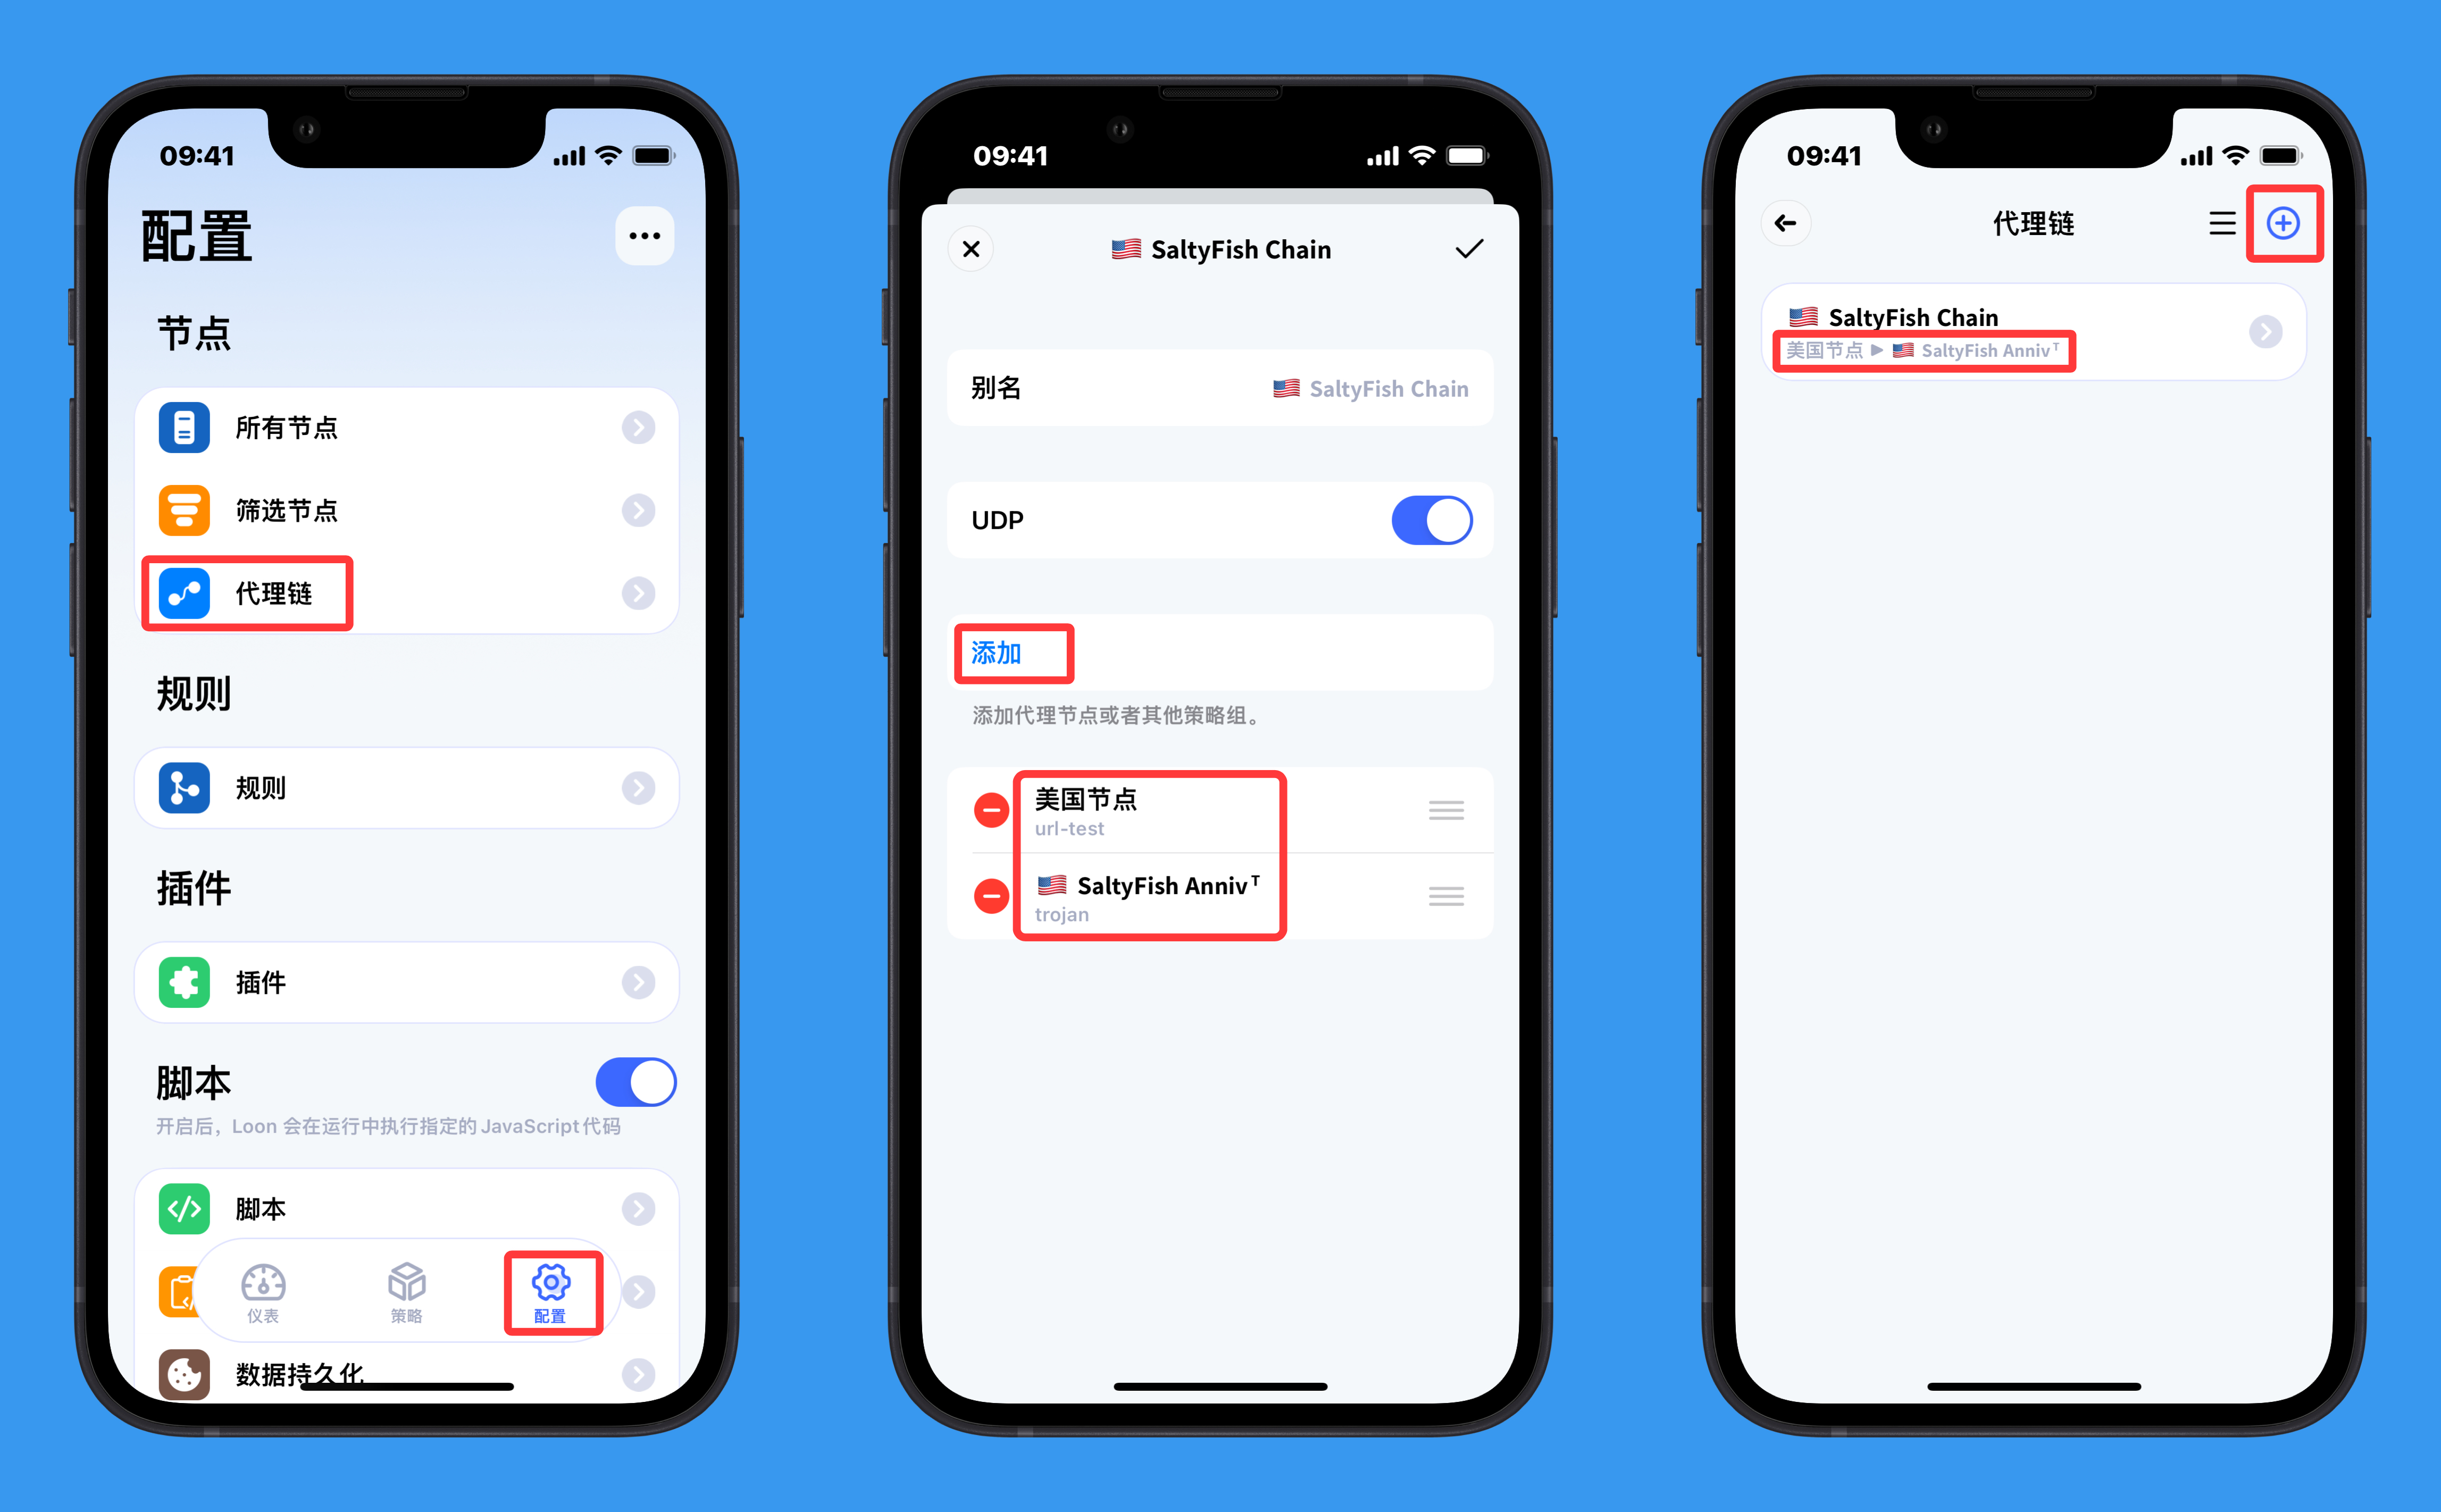 09:41
配置
节点
所有节点
筛选节点
代理链
规则
规则
插件
插件
脚本
开启后，Loon 会在运行中执行指定的 JavaScript 代码
脚本
仪表
策略
配置
数据持久化
09:41
🇺🇸 SaltyFish Chain
别名
🇺🇸 SaltyFish Chain
UDP
添加
添加代理节点或者其他策略组。
美国节点
url-test
🇺🇸 SaltyFish Annivᵀ
trojan
09:41
代理链
🇺🇸 SaltyFish Chain
美国节点 ▶ 🇺🇸 SaltyFish Annivᵀ